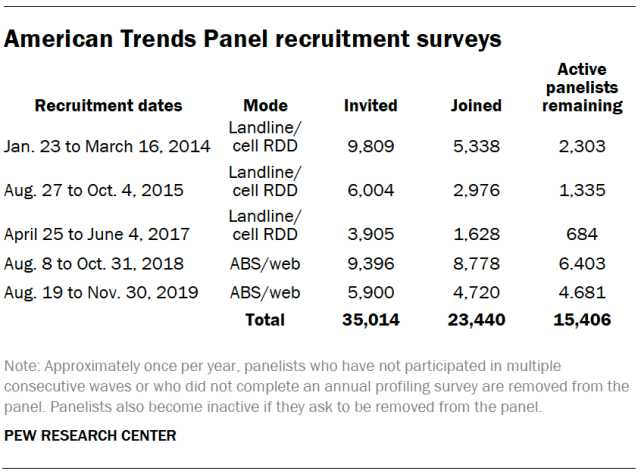 American Trends Panel recruitment surveys
Recruitment dates Mode Invited Joined Active panelists remaining
Jan. 23 to March 16, 2014 Landline/ cell RDD 9,809 5,338 2,303
Aug. 27 to Oct. 4, 2015 Landline/ cell RDD 6,004 2,976 1,335
April 25 to June 4, 2017 Landline/ cell RDD 3,905 1,628 684
Aug. 8 to Oct. 31, 2018 ABS/web 9,396 8,778 6.403
Aug. 19 to Nov. 30, 2019 ABS/web 5,900 4,720 4.681
Total 35,014 23,440 15,406
Note: Approximately once per year, panelists who have not participated in multiple
consecutive waves or who did not complete an annual profiling survey are removed from the
panel. Panelists also become inactive if they ask to be removed from the panel.
PEW RESEARCH CENTER